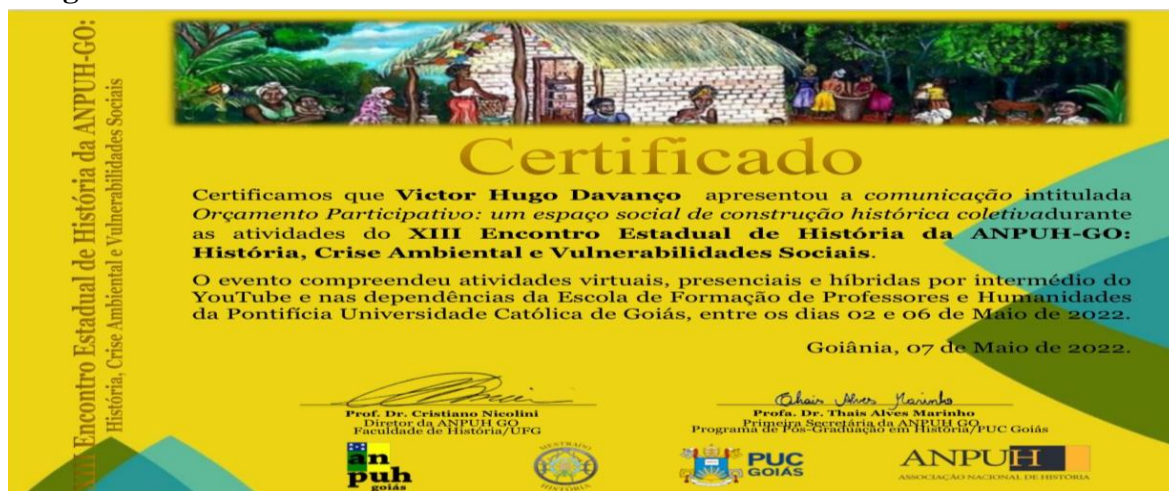 XIII Encontro Estadual de História da ANPUH-GO:
História, Crise Ambiental e Vulnerabilidades Sociais
Certificado
Certificamos que Victor Hugo Davanço apresentou a comunicação intitulada
Orçamento Participativo: um espaço social de construção histórica coletivadurante
as atividades do XIII Encontro Estadual de História da ANPUH-GO:
História, Crise Ambiental e Vulnerabilidades Sociais.
O evento compreendeu atividades virtuais, presenciais e híbridas por intermédio do
YouTube e nas dependências da Escola de Formação de Professores e Humanidades
da Pontifícia Universidade Católica de Goiás, entre os dias 02 e 06 de Maio de 2022.
Goiânia, 07 de Maio de 2022.
Thais Alves Marinho
Prof. Dr. Cristiano Nicolini
Diretor da ANPUH GO
Faculdade de História/UFG
Profa. Dr. Thais Alves Marinho
Primeira Secretária da ANPUH GO
Programa de Pós-Graduação em História/PUC Goiás
an
puh
goiás
MESTRADO
HISTÓRIA
PUC
GOIÁS
ANPUH
ASSOCIAÇÃO NACIONAL DE HISTÓRIA